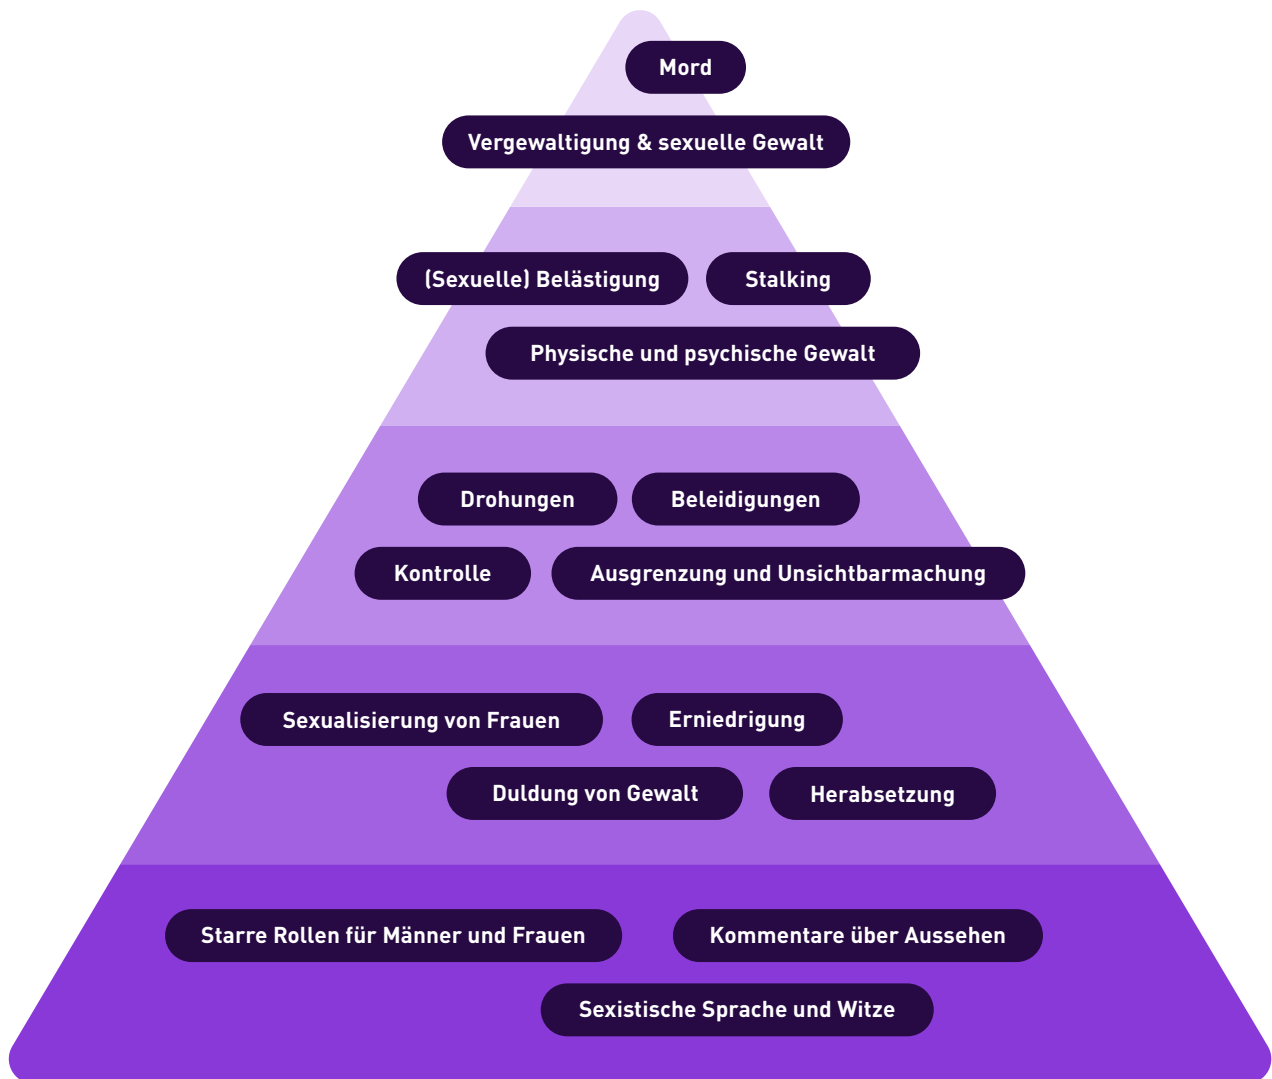 Mord
Vergewaltigung & sexuelle Gewalt
(Sexuelle) Belästigung
Stalking
Physische und psychische Gewalt
Drohungen
Beleidigungen
Kontrolle
Ausgrenzung und Unsichtbarmachung
Sexualisierung von Frauen
Erniedrigung
Duldung von Gewalt
Herabsetzung
Starre Rollen für Männer und Frauen
Kommentare über Aussehen
Sexistische Sprache und Witze